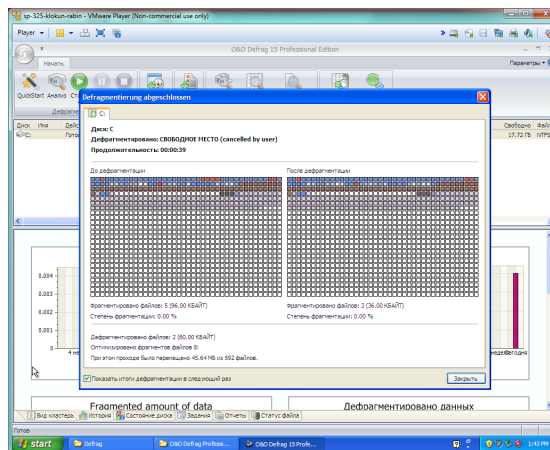 sp-325-klokun-rabin - VMware Player (Non-commercial use only)
Player
O&O Defrag 15 Professional Edition
Начать
Параметры
QuickStart Анализ
Defragmentierung abgeschlossen
Диск Имя
Свободно
C:
17.72 ГБ NTFS
C:
Диск: C
Дефрагментировано: СВОБОДНОЕ МЕСТО (cancelled by user)
Продолжительность: 00:00:39
До дефрагментации
После дефрагментации
Фрагментировано файлов: 5 (96.00 КБАЙТ)
Фрагментировано файлов: 3 (36.00 КБАЙТ)
Степень фрагментации: 0.00 %
Степень фрагментации: 0.00 %
Дефрагментировано файлов: 2 (60.00 КБАЙТ)
Оптимизировано фрагментов файлов 8:
При этом проходе было перемещено 45.64 МБ из 592 файлов.
Показать итоги дефрагментации в следующий раз
Закрыть
0.004
0.003
0.002
0.001
0
Сегодня
Fragmented amount of data
Дефрагментировано данных
Вид кластеров История Состояние диска Задания Отчеты Статус файла
Готов
start
Defrag
O&O Defrag Professi...
O&O Defrag 15 Profe...
1:43 PM